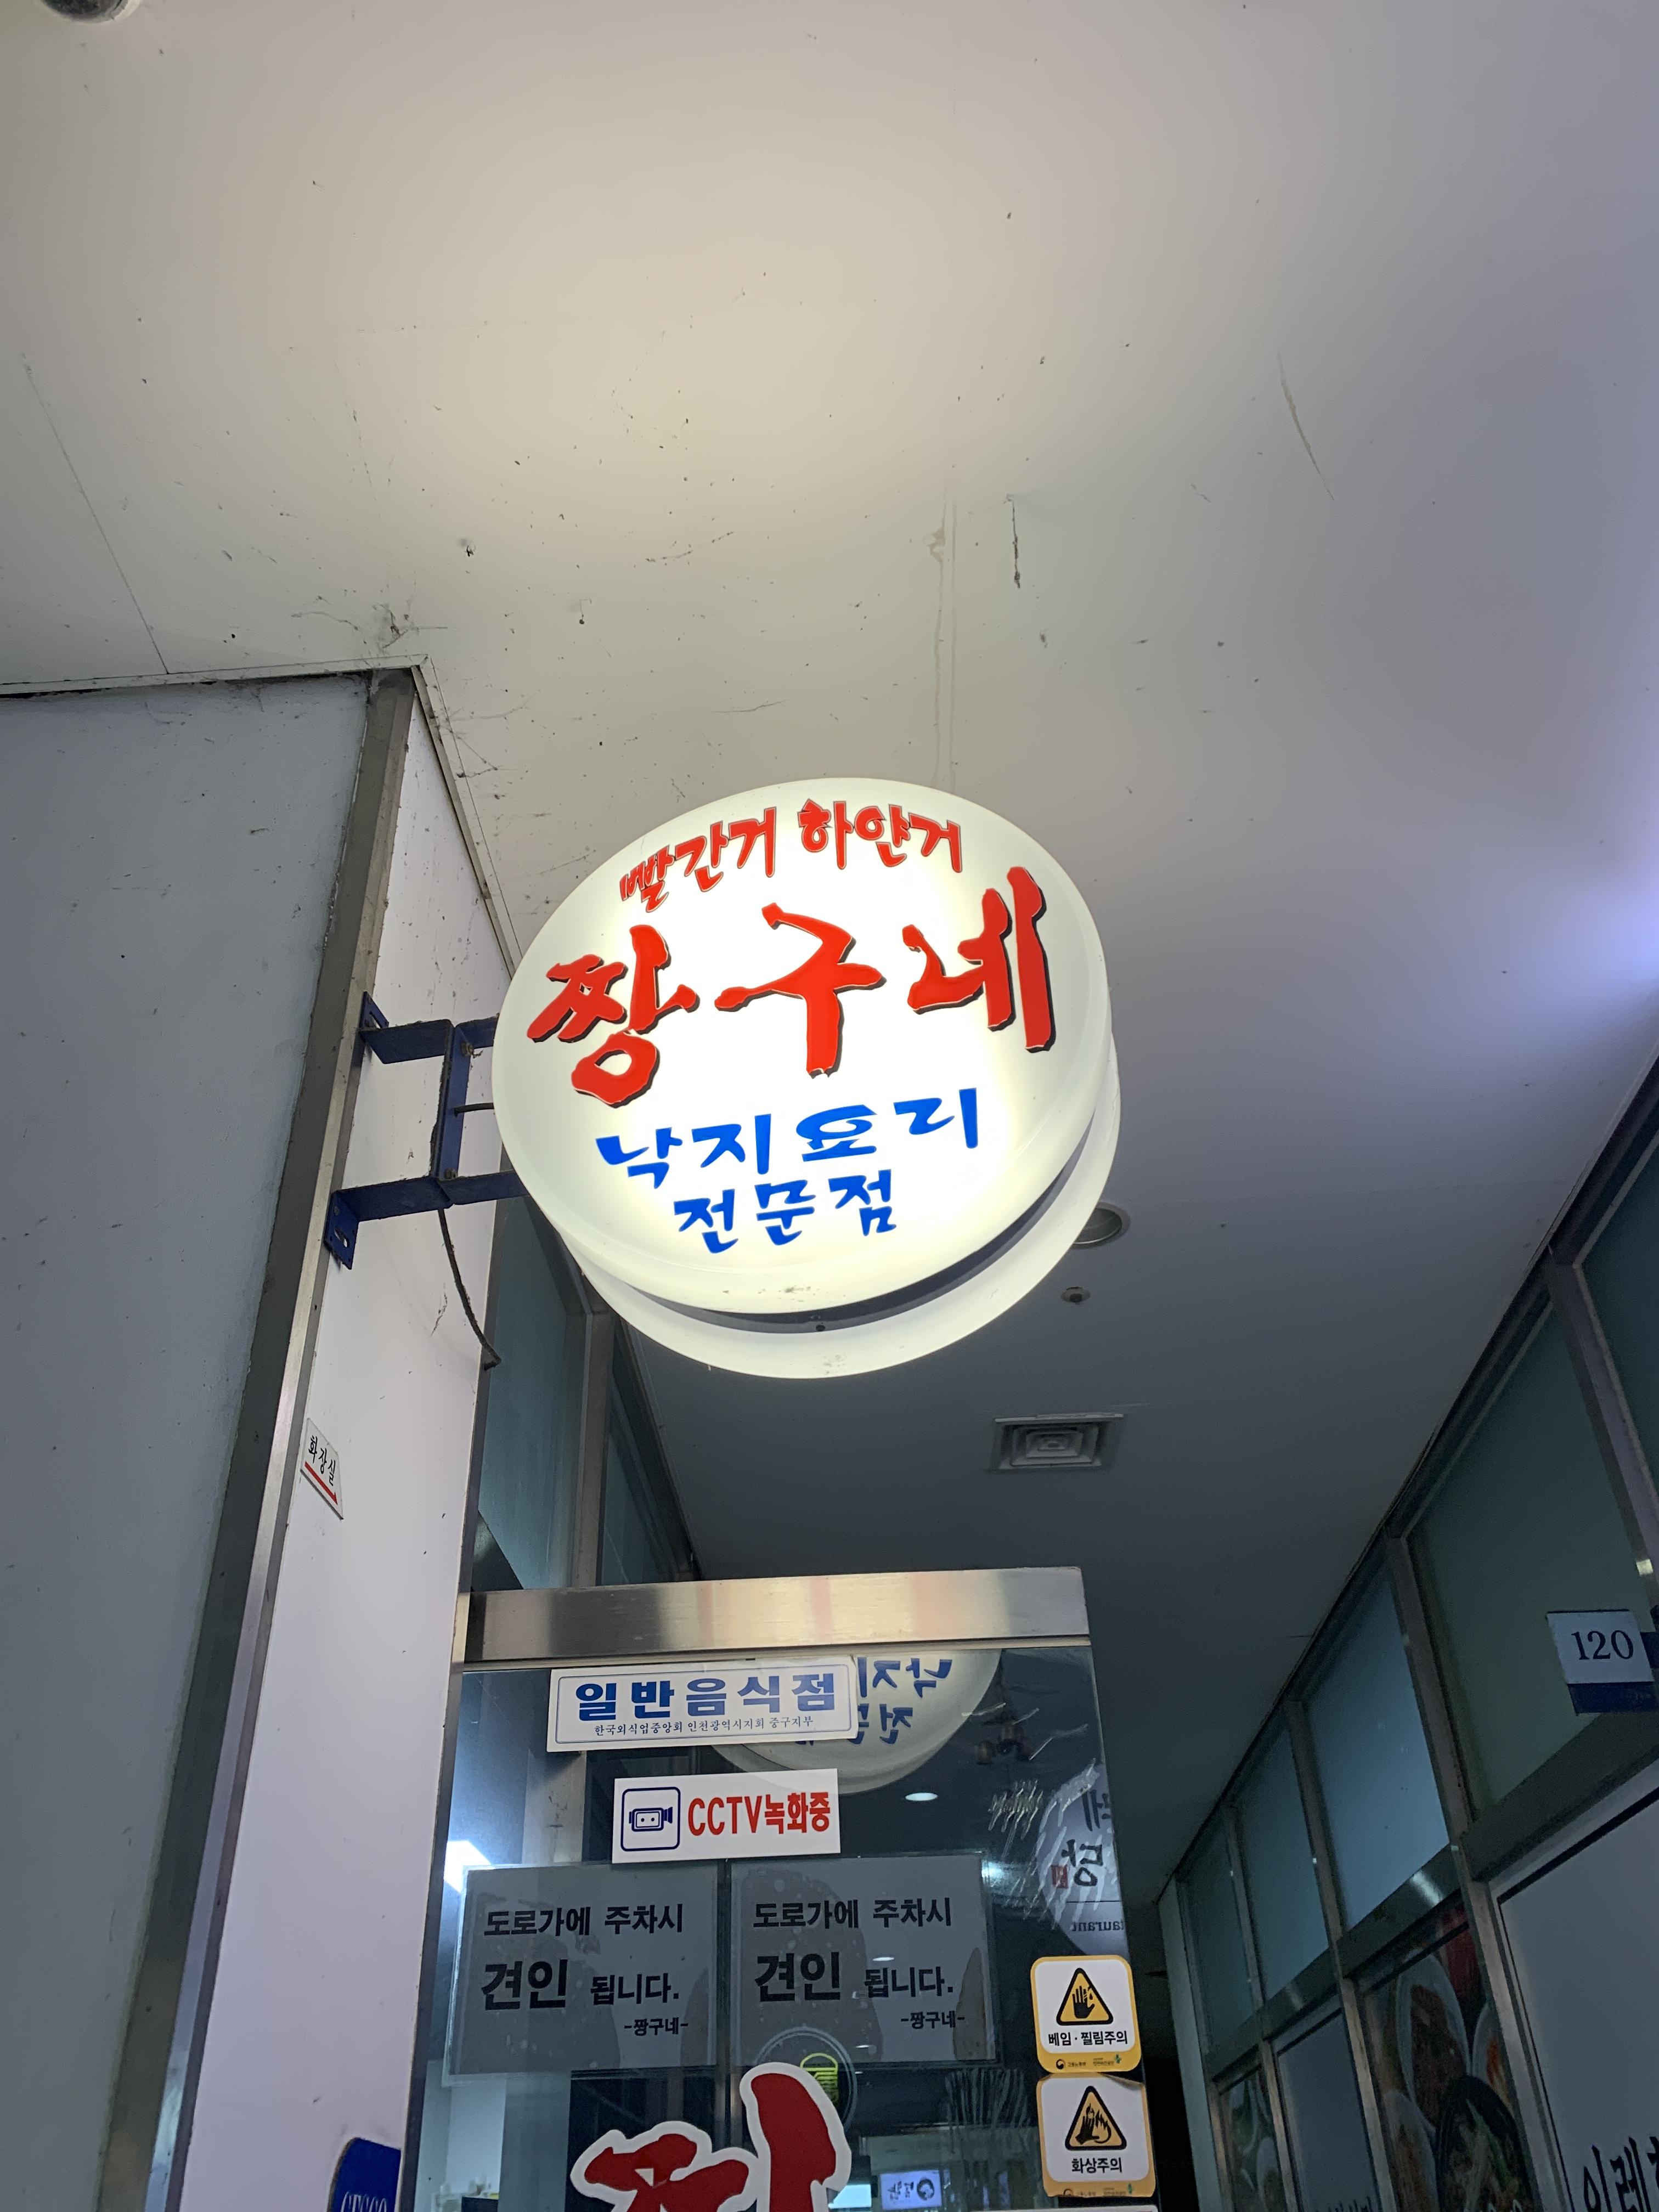 빨간거 하얀거
짱구네
낙지요리
전문점
화장실
120
일반음식점
한국외식업중앙회 인천광역시지회 중구지부
CCTV녹화중
도로가에 주차시
견인 됩니다.
-짱구네-
도로가에 주차시
견인 됩니다.
-짱구네-
베임·찔림주의
화상주의
CESCO